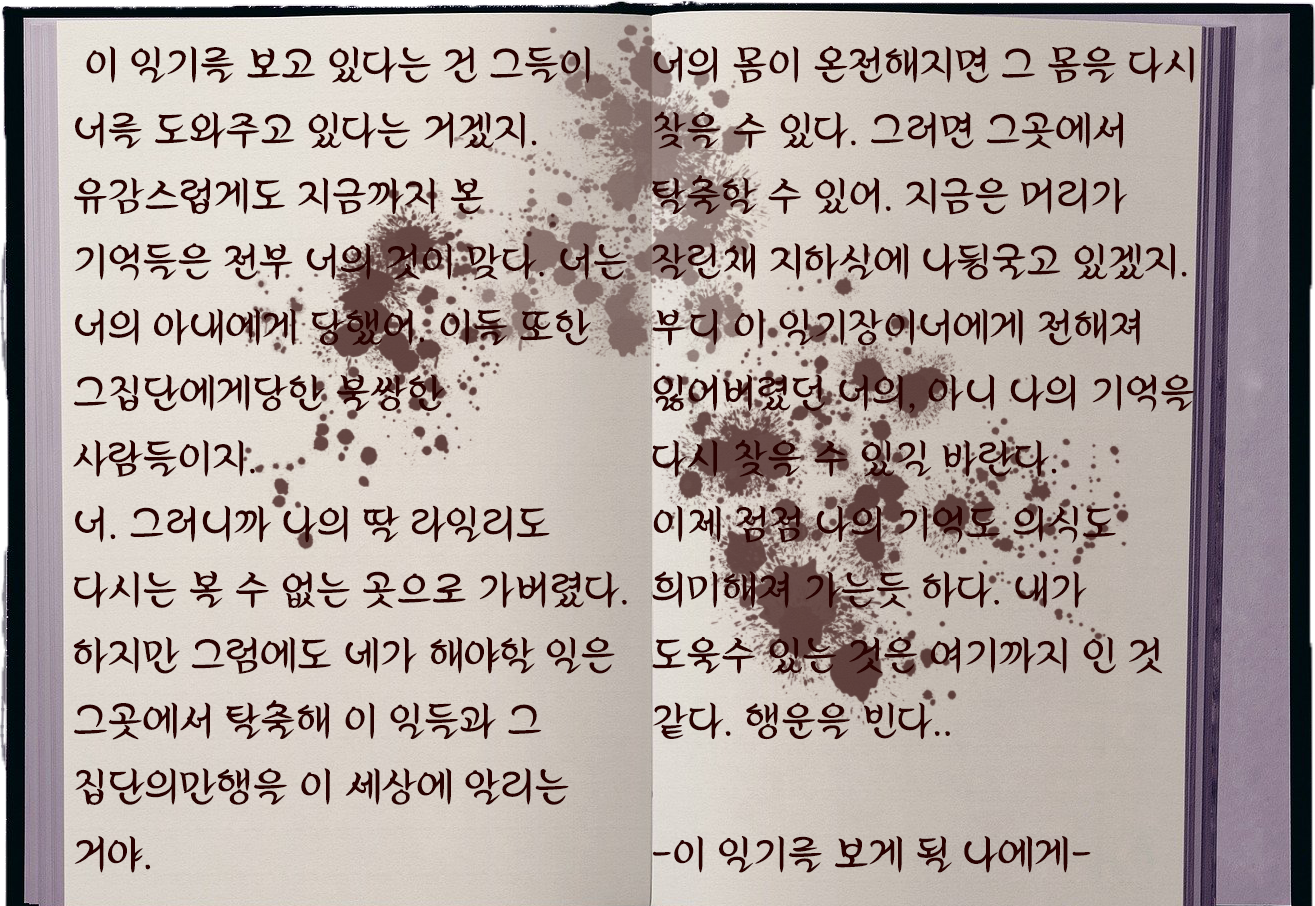 이 일기를 보고 있다는 건 그들이
너를 도와주고 있다는 거겠지.
유감스럽게도 지금까지 본
기억들은 전부 너의 것이 맞다. 너는
너의 아내에게 당했어. 이들 또한
그집단에게당한 불쌍한
사람들이지.
너. 그러니까 나의 딸 라일리도
다시는 볼 수 없는 곳으로 가버렸다.
하지만 그럼에도 네가 해야할 일은
그곳에서 탈출해 이 일들과 그
집단의만행을 이 세상에 알리는
거야.
너의 몸이 온전해지면 그 몸을 다시
찾을 수 있다. 그러면 그곳에서
탈출할 수 있어. 지금은 머리가
잘린채 지하실에 나뒹굴고 있겠지.
부디 이 일기장이너에게 전해져
잃어버렸던 너의, 아니 나의 기억을
다시 찾을 수 있길 바란다.
이제 점점 나의 기억도 의식도
희미해져 가는듯 하다. 내가
도울수 있는 것은 여기까지 인 것
같다. 행운을 빈다..
-이 일기를 보게 될 나에게-